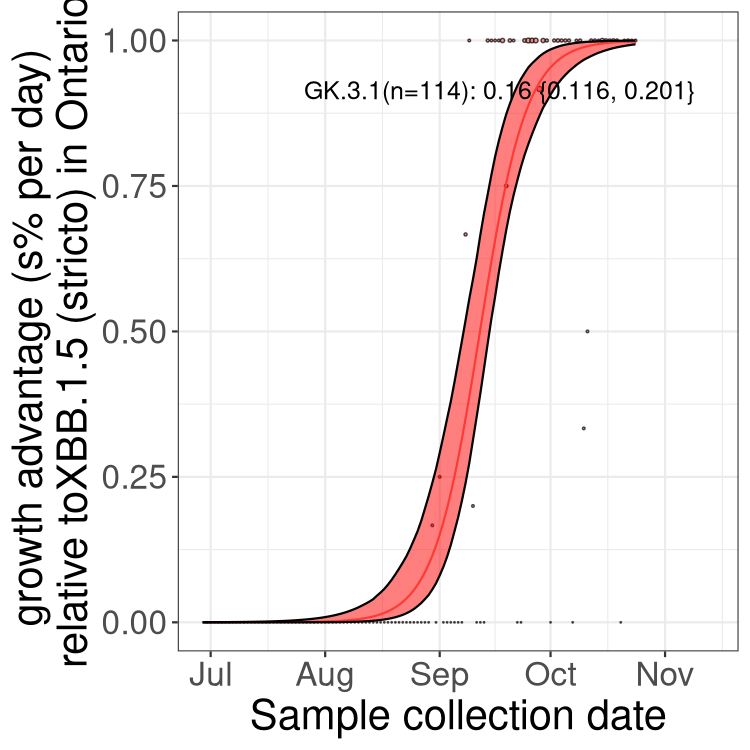 growth advantage (s% per day)
relative toXBB.1.5 (stricto) in Ontario
1.00
0.75
0.50
0.25
0.00
GK.3.1(n=114): 0.16 {0.116, 0.201}
Jul Aug Sep Oct Nov
Sample collection date